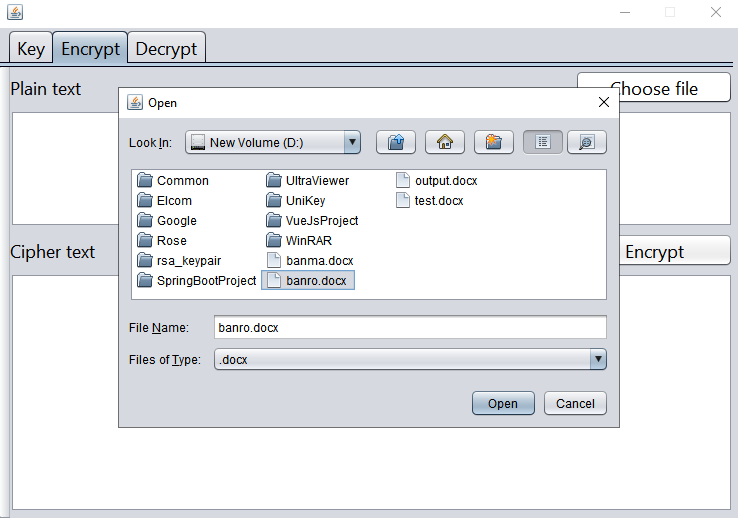 Key Encrypt Decrypt
Plain text
Choose file
Open
Look In: New Volume (D:)
Common UltraViewer output.docx
Elcom UniKey test.docx
Google VueJsProject
Rose WinRAR
rsa_keypair banma.docx
SpringBootProject banro.docx
Cipher text
Encrypt
File Name: banro.docx
Files of Type: .docx
Open Cancel